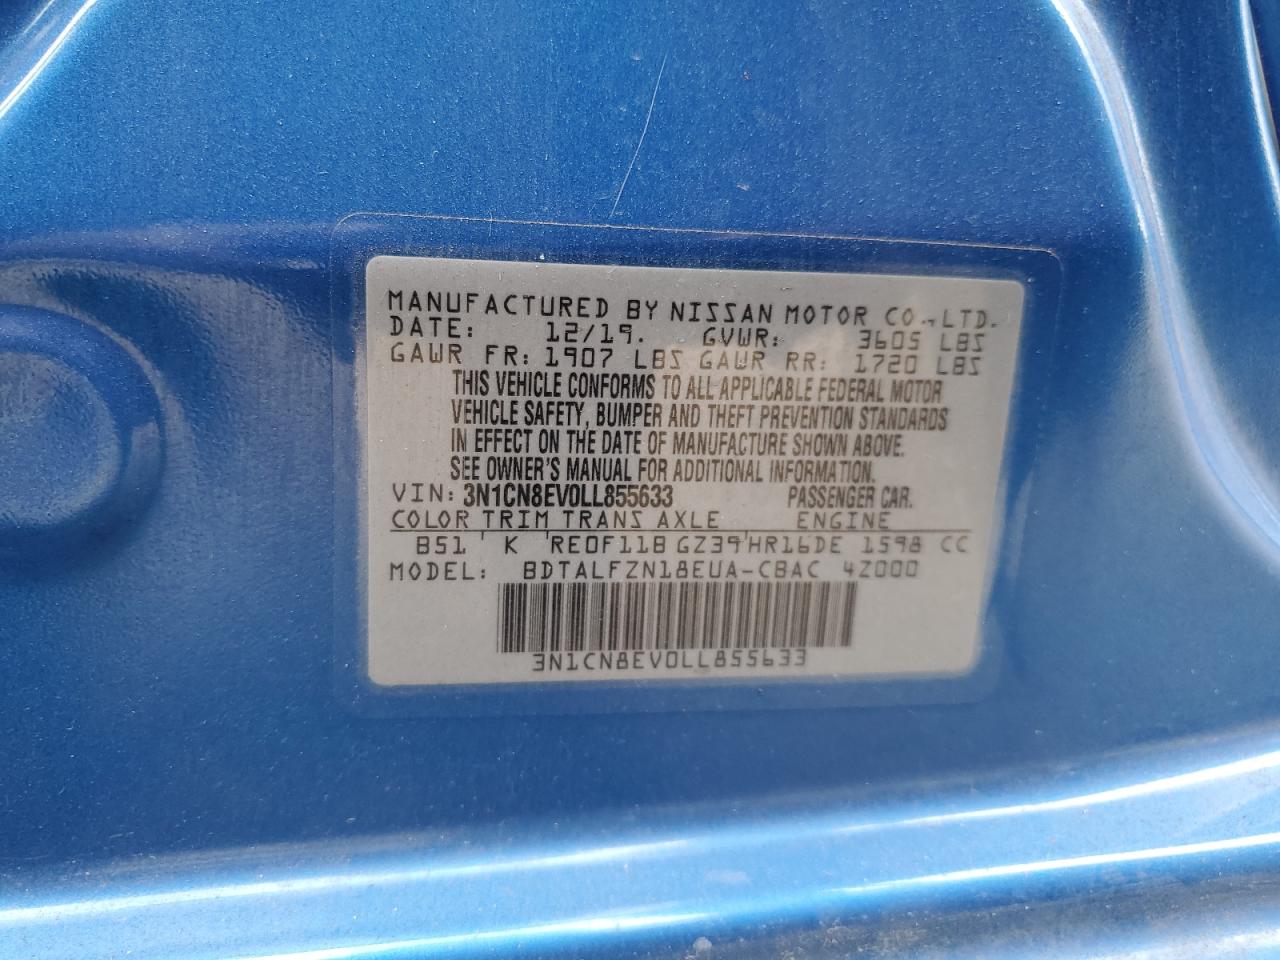 MANUFACTURED BY NISSAN MOTOR CO., LTD.
DATE: 12/19. GVWR: 3605 LBS
GAWR FR: 1907 LBS GAWR RR: 1720 LBS
THIS VEHICLE CONFORMS TO ALL APPLICABLE FEDERAL MOTOR
VEHICLE SAFETY, BUMPER AND THEFT PREVENTION STANDARDS
IN EFFECT ON THE DATE OF MANUFACTURE SHOWN ABOVE.
SEE OWNER'S MANUAL FOR ADDITIONAL INFORMATION.
VIN: 3N1CN8EV0LL855633 PASSENGER CAR.
COLOR TRIM TRANS AXLE ENGINE
B51 ' K 'RE0F11B GZ39'HR16DE 1598 CC
MODEL: BDTALFZN18EUA-CBAC 4Z000
3N1CN8EV0LL855633